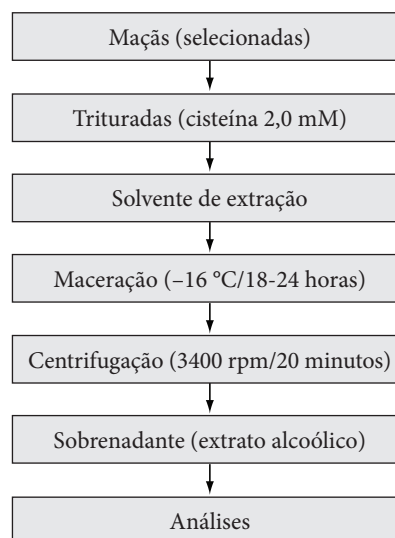 Maçãs (selecionadas)
Trituradas (cisteína 2,0 mM)
Solvente de extração
Maceração (–16 °C/18-24 horas)
Centrifugação (3400 rpm/20 minutos)
Sobrenadante (extrato alcoólico)
Análises